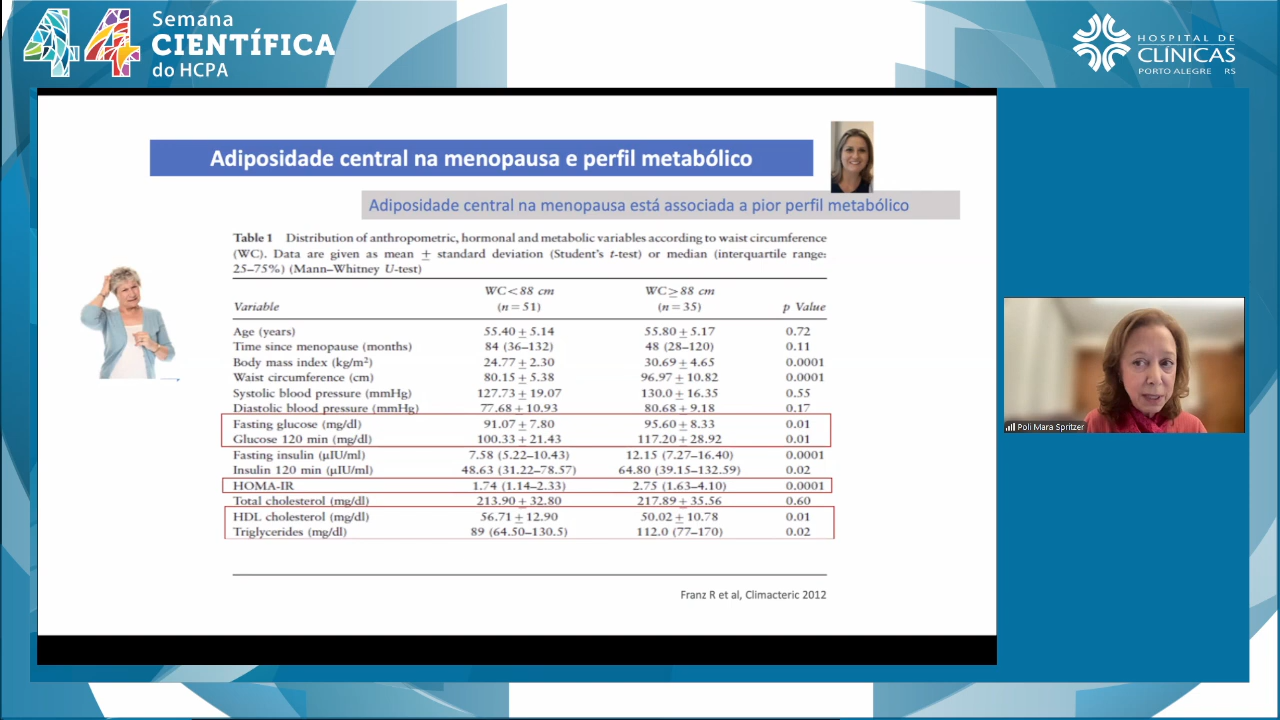 44 Semana
CIENTÍFICA
do HCPA
HOSPITAL DE
CLÍNICAS
PORTO ALEGRE RS
Adiposidade central na menopausa e perfil metabólico
Adiposidade central na menopausa está associada a pior perfil metabólico
Table 1 Distribution of anthropometric, hormonal and metabolic variables according to waist circumference
(WC). Data are given as mean ± standard deviation (Student's t-test) or median (interquartile range:
25–75%) (Mann–Whitney U-test)
WC < 88 cm WC ≥ 88 cm
Variable (n = 51) (n = 35) p Value
Age (years) 55.40 ± 5.14 55.80 ± 5.17 0.72
Time since menopause (months) 84 (36–132) 48 (28–120) 0.11
Body mass index (kg/m²) 24.77 ± 2.30 30.69 ± 4.65 0.0001
Waist circumference (cm) 80.15 ± 5.38 96.97 ± 10.82 0.0001
Systolic blood pressure (mmHg) 127.73 ± 19.07 130.0 ± 16.35 0.55
Diastolic blood pressure (mmHg) 77.68 ± 10.93 80.68 ± 9.18 0.17
Fasting glucose (mg/dl) 91.07 ± 7.80 95.60 ± 8.33 0.01
Glucose 120 min (mg/dl) 100.33 ± 21.43 117.20 ± 28.92 0.01
Fasting insulin (μIU/ml) 7.58 (5.22–10.43) 12.15 (7.27–16.40) 0.0001
Insulin 120 min (μIU/ml) 48.63 (31.22–78.57) 64.80 (39.15–132.59) 0.02
HOMA-IR 1.74 (1.14–2.33) 2.75 (1.63–4.10) 0.0001
Total cholesterol (mg/dl) 213.90 ± 32.80 217.89 ± 35.56 0.60
HDL cholesterol (mg/dl) 56.71 ± 12.90 50.02 ± 10.78 0.01
Triglycerides (mg/dl) 89 (64.50–130.5) 112.0 (77–170) 0.02
Franz R et al, Climacteric 2012
Poli Mara Spritzer